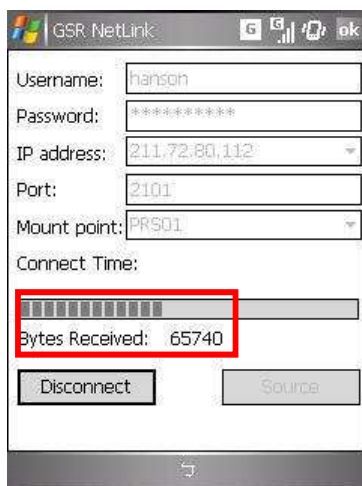 GSR NetLink G G ok
Username: hanson
Password: **********
IP address: 211.72.80.112
Port: 2101
Mount point: PRS01
Connect Time:
Bytes Received: 65740
Disconnect Source